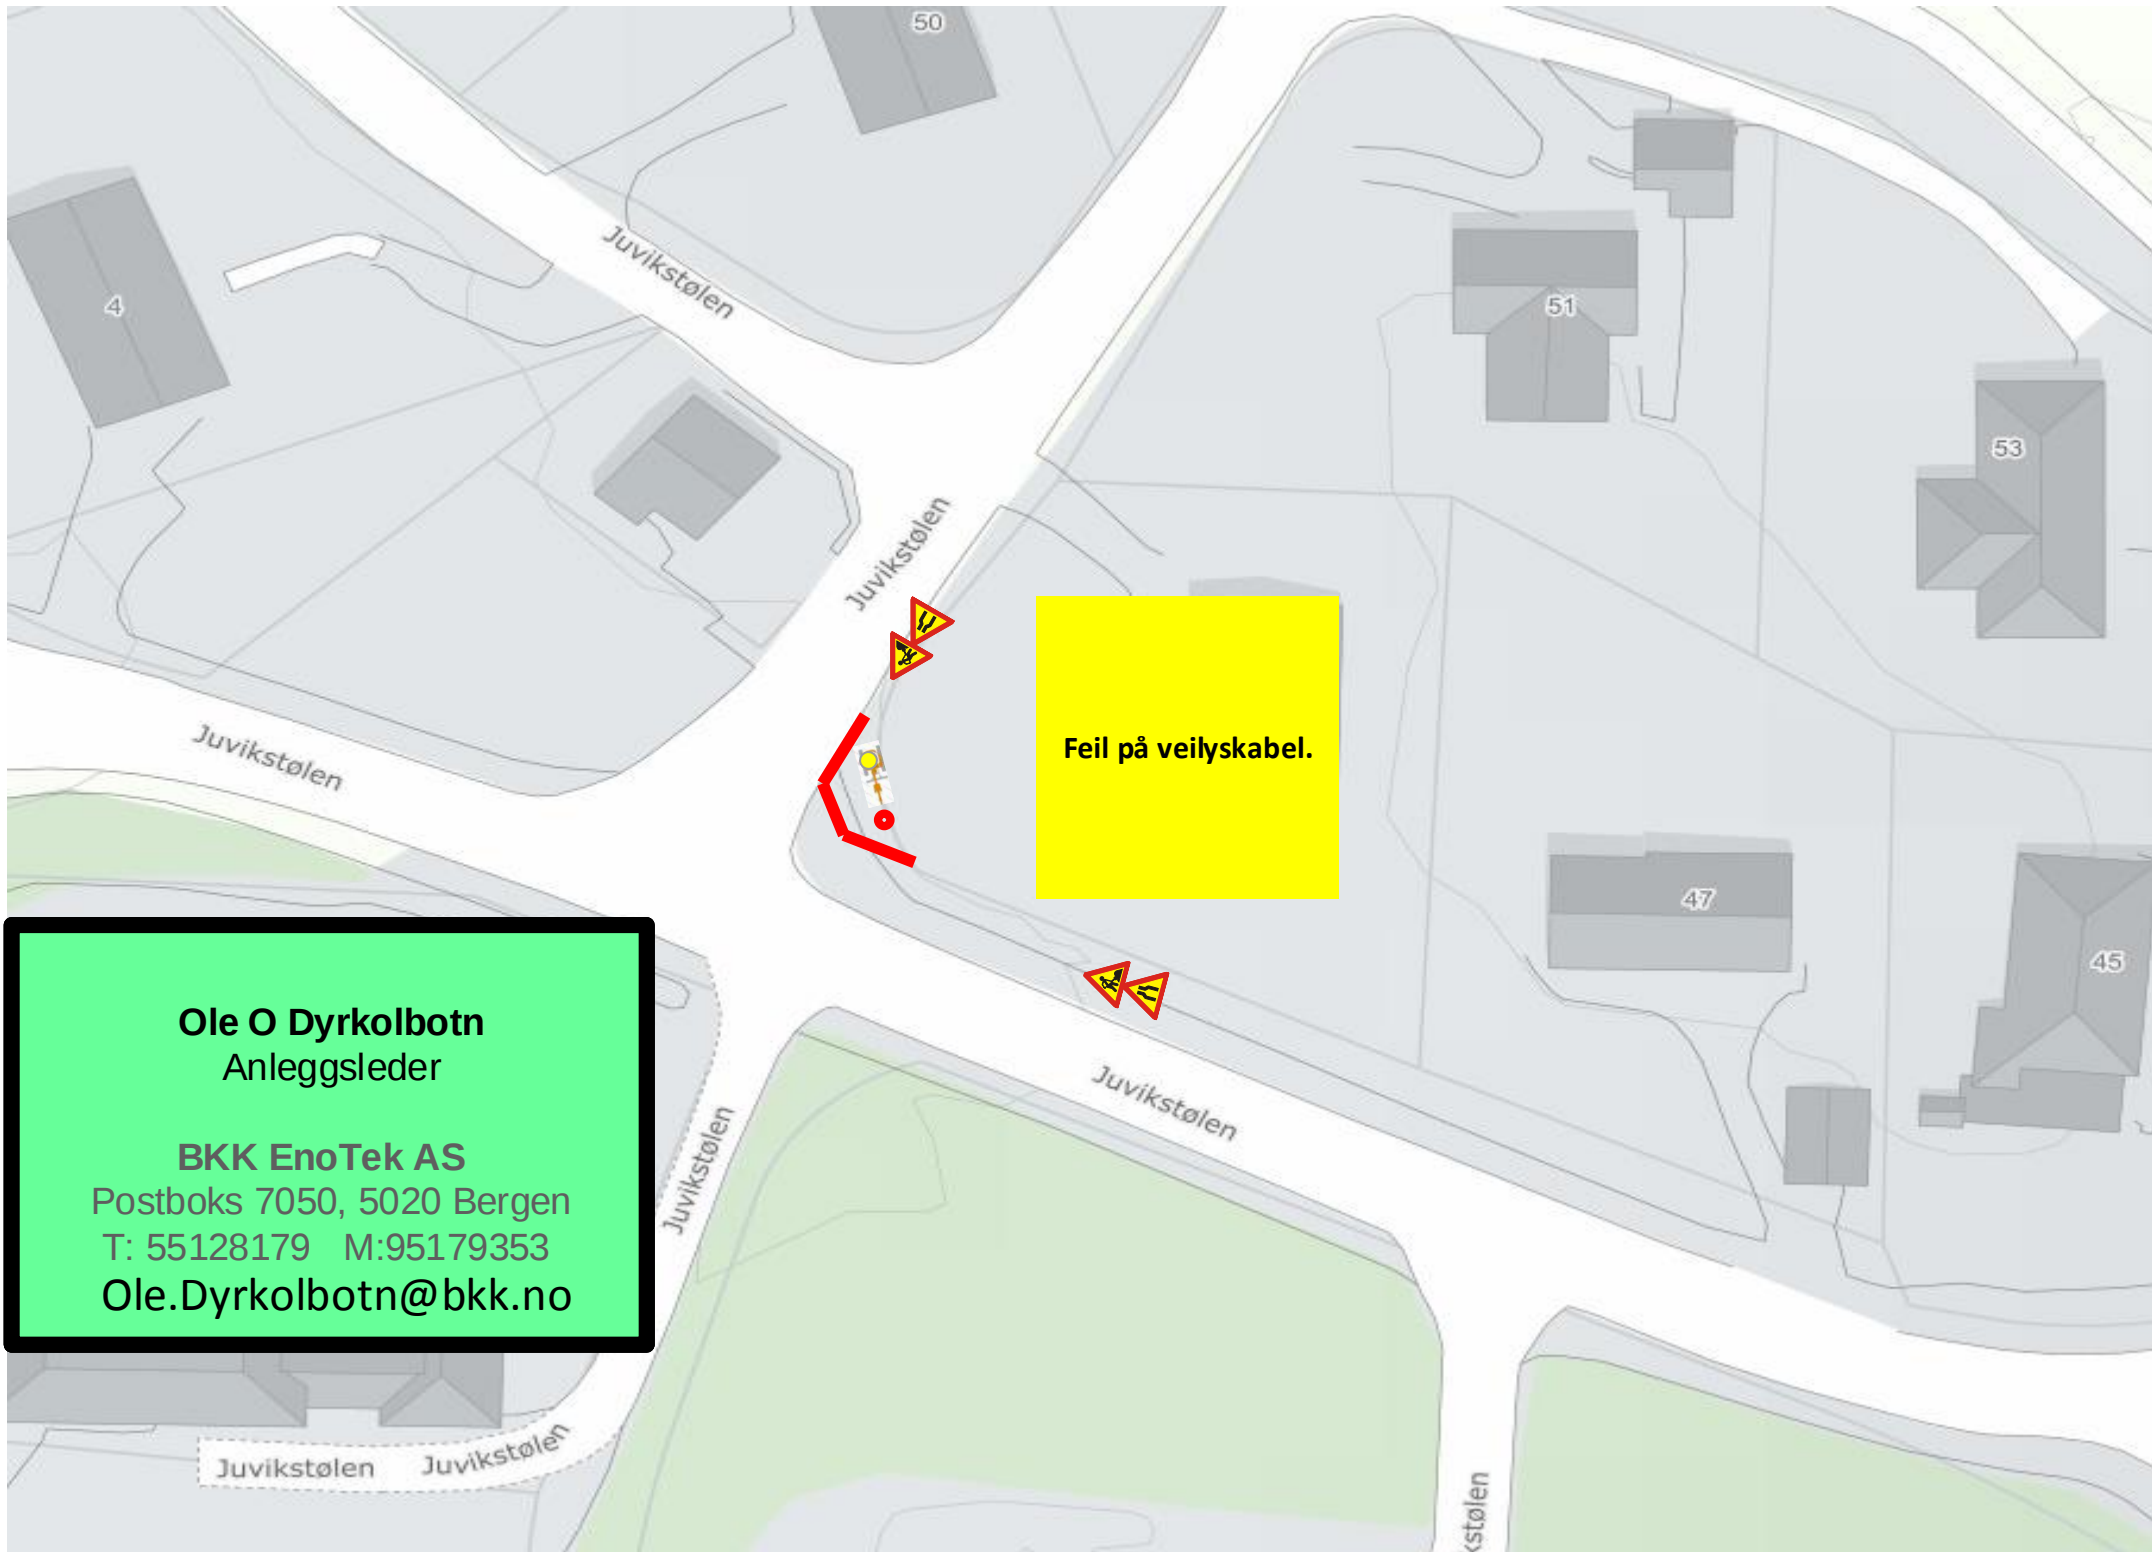 50
Juvikstølen
4
51
53
Juvikstølen
Juvikstølen
Feil på veilyskabel.
47
45
Ole O Dyrkolbotn
Anleggsleder
BKK EnoTek AS
Postboks 7050, 5020 Bergen
T: 55128179 M:95179353
Ole.Dyrkolbotn@bkk.no
Juvikstølen
Juvikstølen
Juvikstølen
Juvikstølen
kstølen